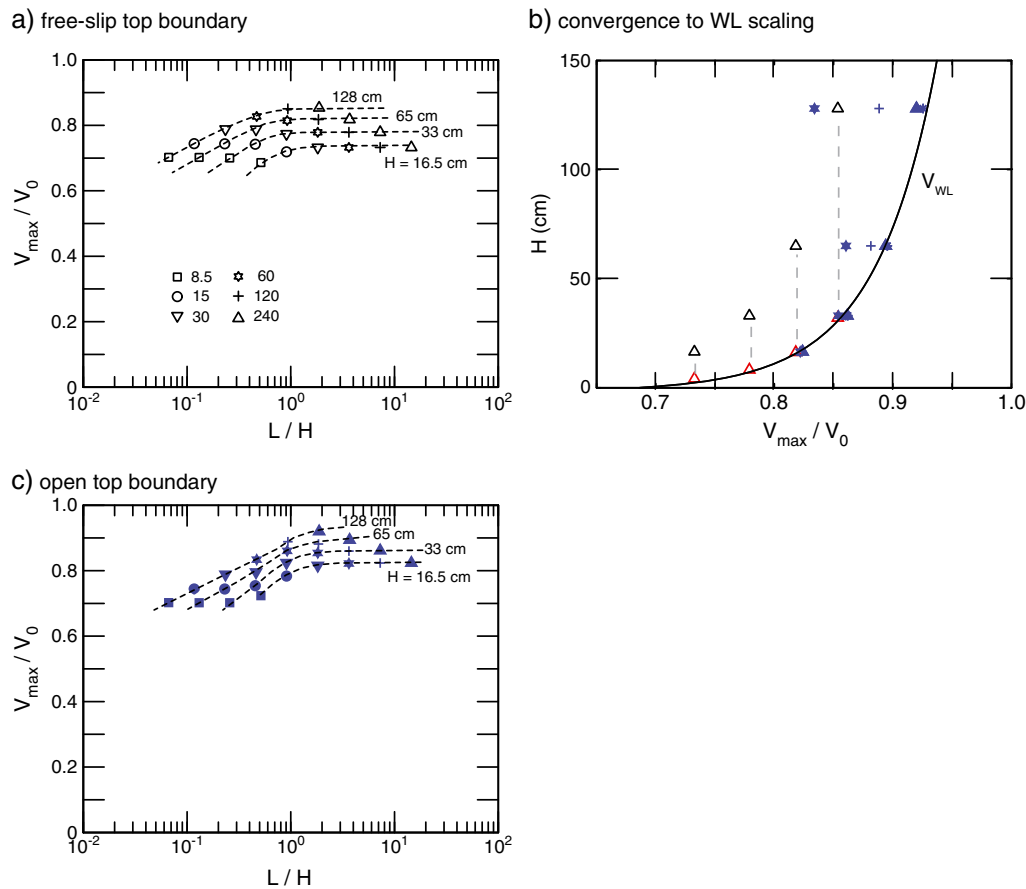 a) free-slip top boundary
1.0
0.8
0.6
0.4
0.2
0
V_max / V_0
128 cm
65 cm
33 cm
H = 16.5 cm
8.5
15
30
60
120
240
10^-2
10^-1
10^0
10^1
10^2
L / H
b) convergence to WL scaling
150
100
50
0
H (cm)
V_WL
0.7
0.8
0.9
1.0
V_max / V_0
c) open top boundary
1.0
0.8
0.6
0.4
0.2
0
V_max / V_0
128 cm
65 cm
33 cm
H = 16.5 cm
10^-2
10^-1
10^0
10^1
10^2
L / H